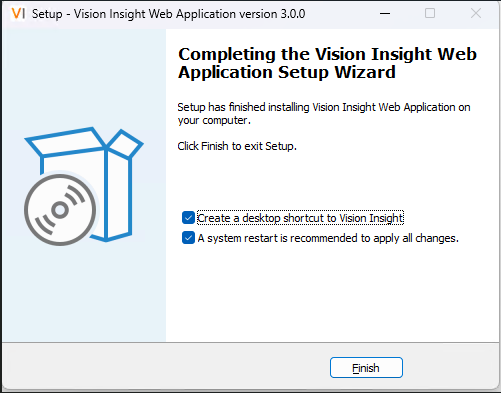 VI Setup - Vision Insight Web Application version 3.0.0
Completing the Vision Insight Web
Application Setup Wizard
Setup has finished installing Vision Insight Web Application on
your computer.
Click Finish to exit Setup.
Create a desktop shortcut to Vision Insight
A system restart is recommended to apply all changes.
Finish